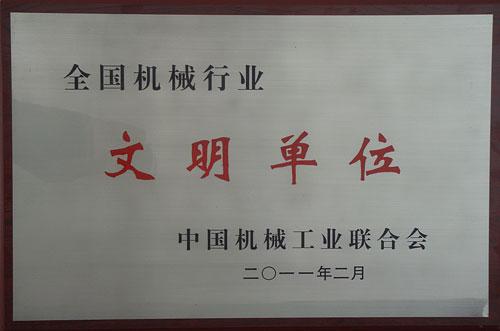 全国机械行业
文明单位
中国机械工业联合会
二〇一一年二月